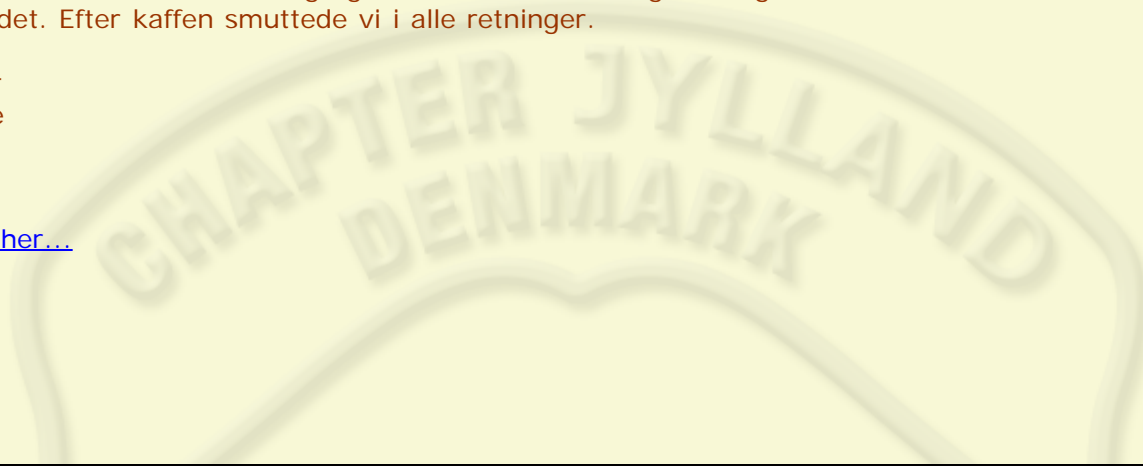 det. Efter kaffen smuttede vi i alle retninger.
e
her...
CHAPTER JYLLAND
DENMARK